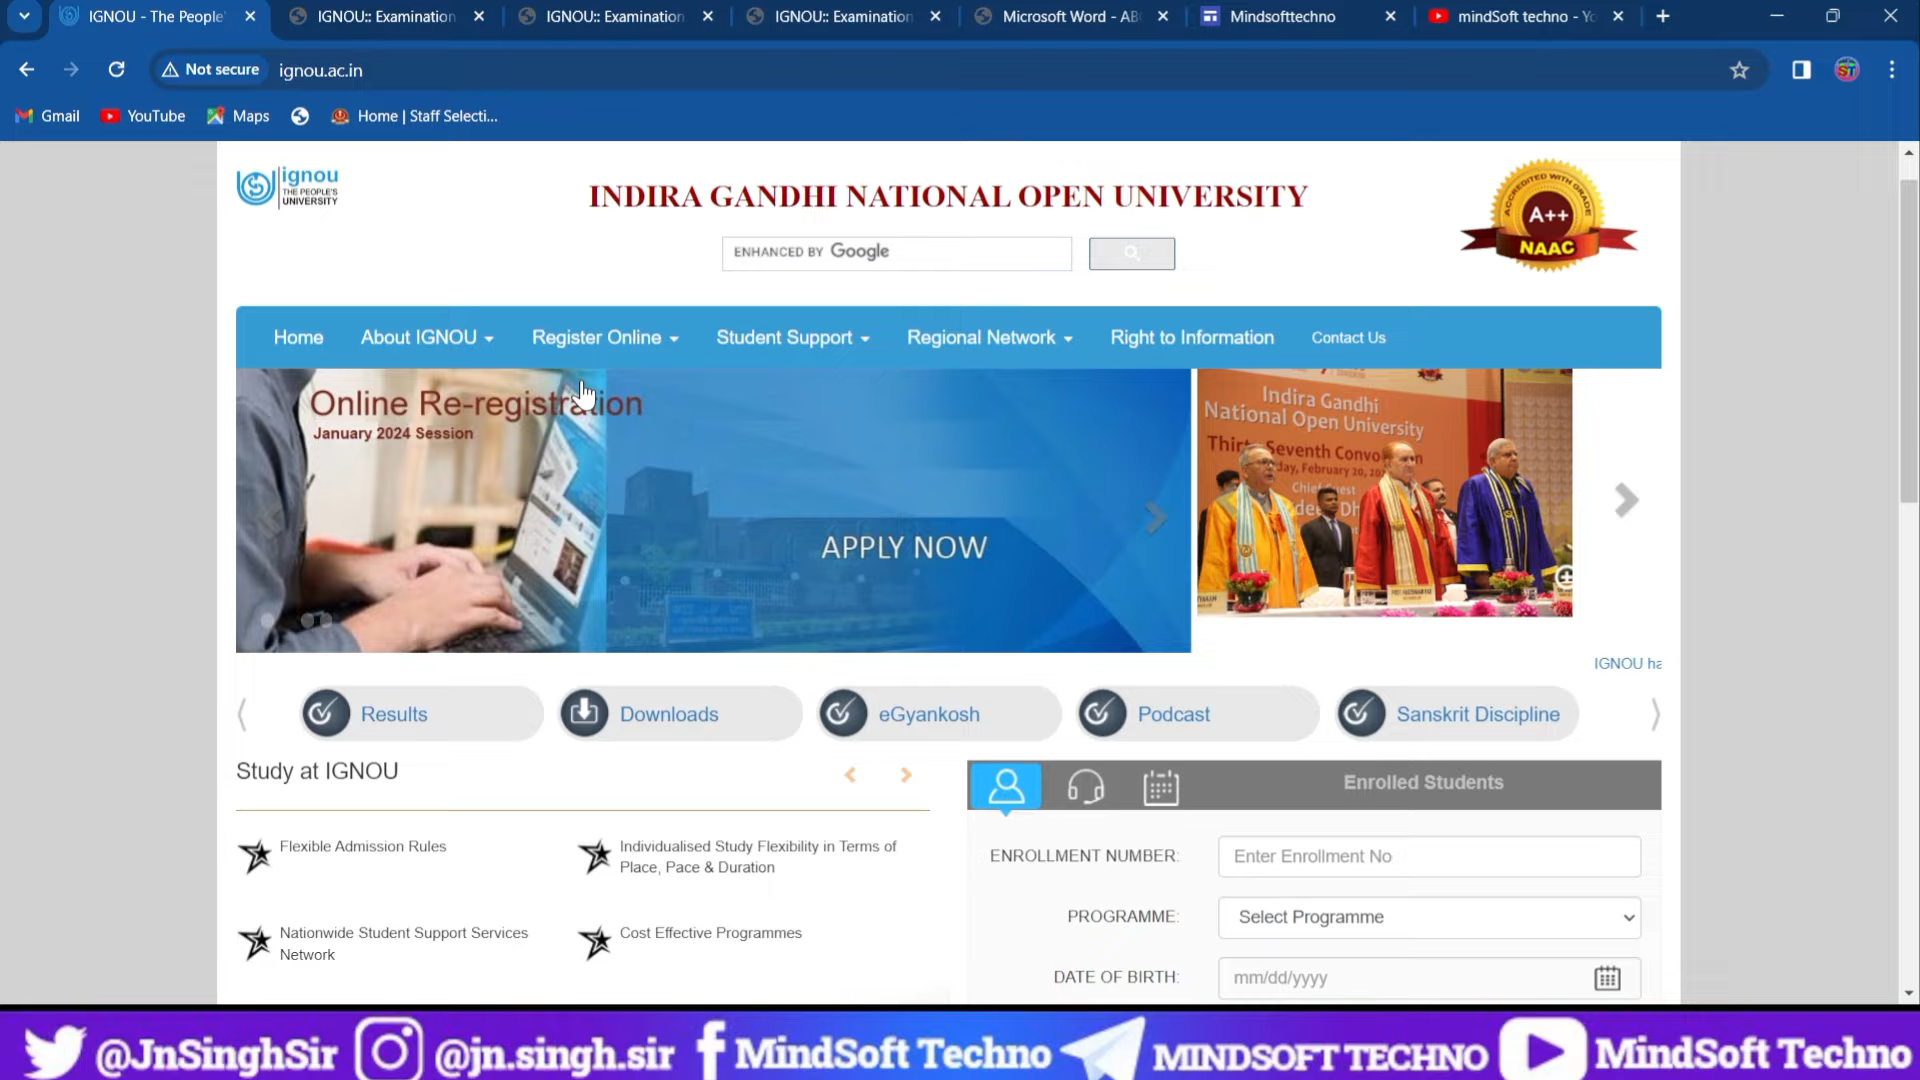 IGNOU - The People'
IGNOU:: Examination
IGNOU:: Examination
IGNOU:: Examination
Microsoft Word - AB
Mindsofttechno
mindSoft techno - Yo
Not secure
ignou.ac.in
Gmail
YouTube
Maps
Home | Staff Selecti...
ST
ignou
THE PEOPLE'S
UNIVERSITY
INDIRA GANDHI NATIONAL OPEN UNIVERSITY
ENHANCED BY Google
ACCREDITED WITH GRADE
A++
NAAC
Home
About IGNOU
Register Online
Student Support
Regional Network
Right to Information
Contact Us
Online Re-registration
January 2024 Session
APPLY NOW
Indira Gandhi
National Open University
IGNOU ha
Results
Downloads
eGyankosh
Podcast
Sanskrit Discipline
Study at IGNOU
Flexible Admission Rules
Individualised Study Flexibility in Terms of
Place, Pace & Duration
Nationwide Student Support Services
Network
Cost Effective Programmes
Enrolled Students
ENROLLMENT NUMBER:
Enter Enrollment No
PROGRAMME:
Select Programme
DATE OF BIRTH:
mm/dd/yyyy
@JnSinghSir
@jn.singh.sir
MindSoft Techno
MINDSOFT TECHNO
MindSoft Techno